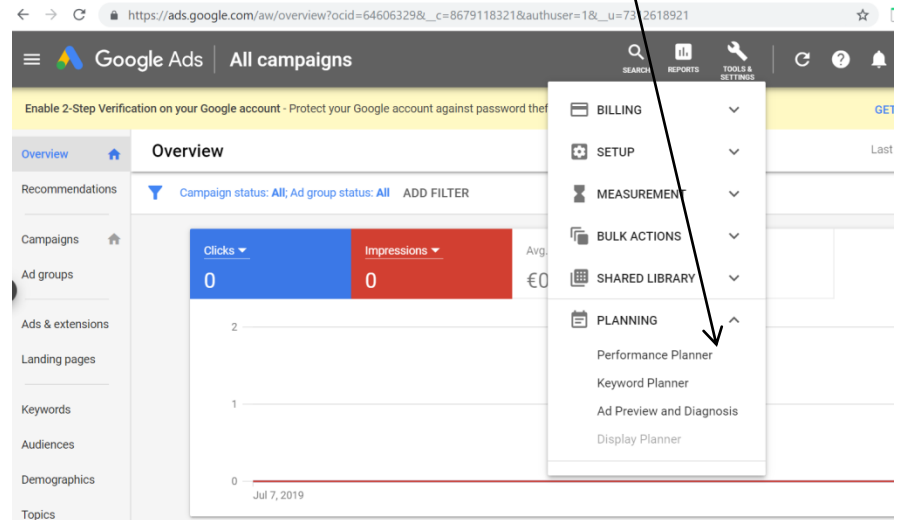 https://ads.google.com/aw/overview?ocid=64606329&__c=8679118321&authuser=1&__u=7312618921
Google Ads All campaigns
SEARCH REPORTS TOOLS & SETTINGS
Enable 2-Step Verification on your Google account - Protect your Google account against password thef
GET
Overview
Recommendations
Campaigns
Ad groups
Ads & extensions
Landing pages
Keywords
Audiences
Demographics
Topics
Overview
Last
Campaign status: All; Ad group status: All ADD FILTER
Clicks
0
Impressions
0
Avg.
€0
2
1
0
Jul 7, 2019
BILLING
SETUP
MEASUREMENT
BULK ACTIONS
SHARED LIBRARY
PLANNING
Performance Planner
Keyword Planner
Ad Preview and Diagnosis
Display Planner